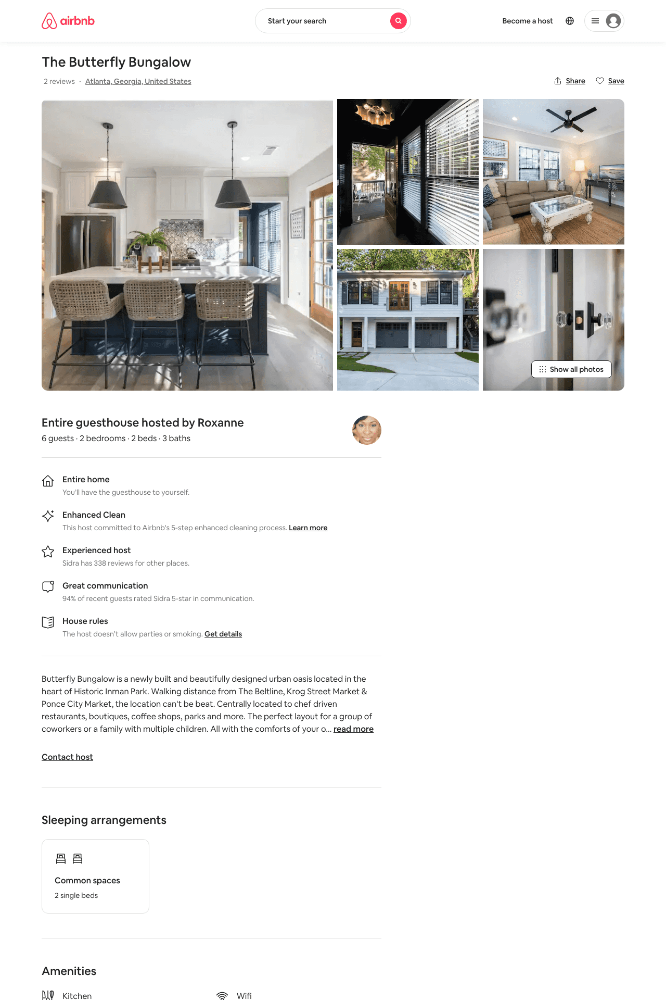 airbnb
Start your search
Become a host
The Butterfly Bungalow
2 reviews · Atlanta, Georgia, United States
Share
Save
Show all photos
Entire guesthouse hosted by Roxanne
6 guests · 2 bedrooms · 2 beds · 3 baths
Entire home
You'll have the guesthouse to yourself.
Enhanced Clean
This host committed to Airbnb's 5-step enhanced cleaning process. Learn more
Experienced host
Sidra has 338 reviews for other places.
Great communication
94% of recent guests rated Sidra 5-star in communication.
House rules
The host doesn't allow parties or smoking. Get details
Butterfly Bungalow is a newly built and beautifully designed urban oasis located in the
heart of Historic Inman Park. Walking distance from The Beltline, Krog Street Market &
Ponce City Market, the location can't be beat. Centrally located to chef driven
restaurants, boutiques, coffee shops, parks and more. The perfect layout for a group of
coworkers or a family with multiple children. All with the comforts of your o... read more
Contact host
Sleeping arrangements
Common spaces
2 single beds
Amenities
Kitchen
Wifi